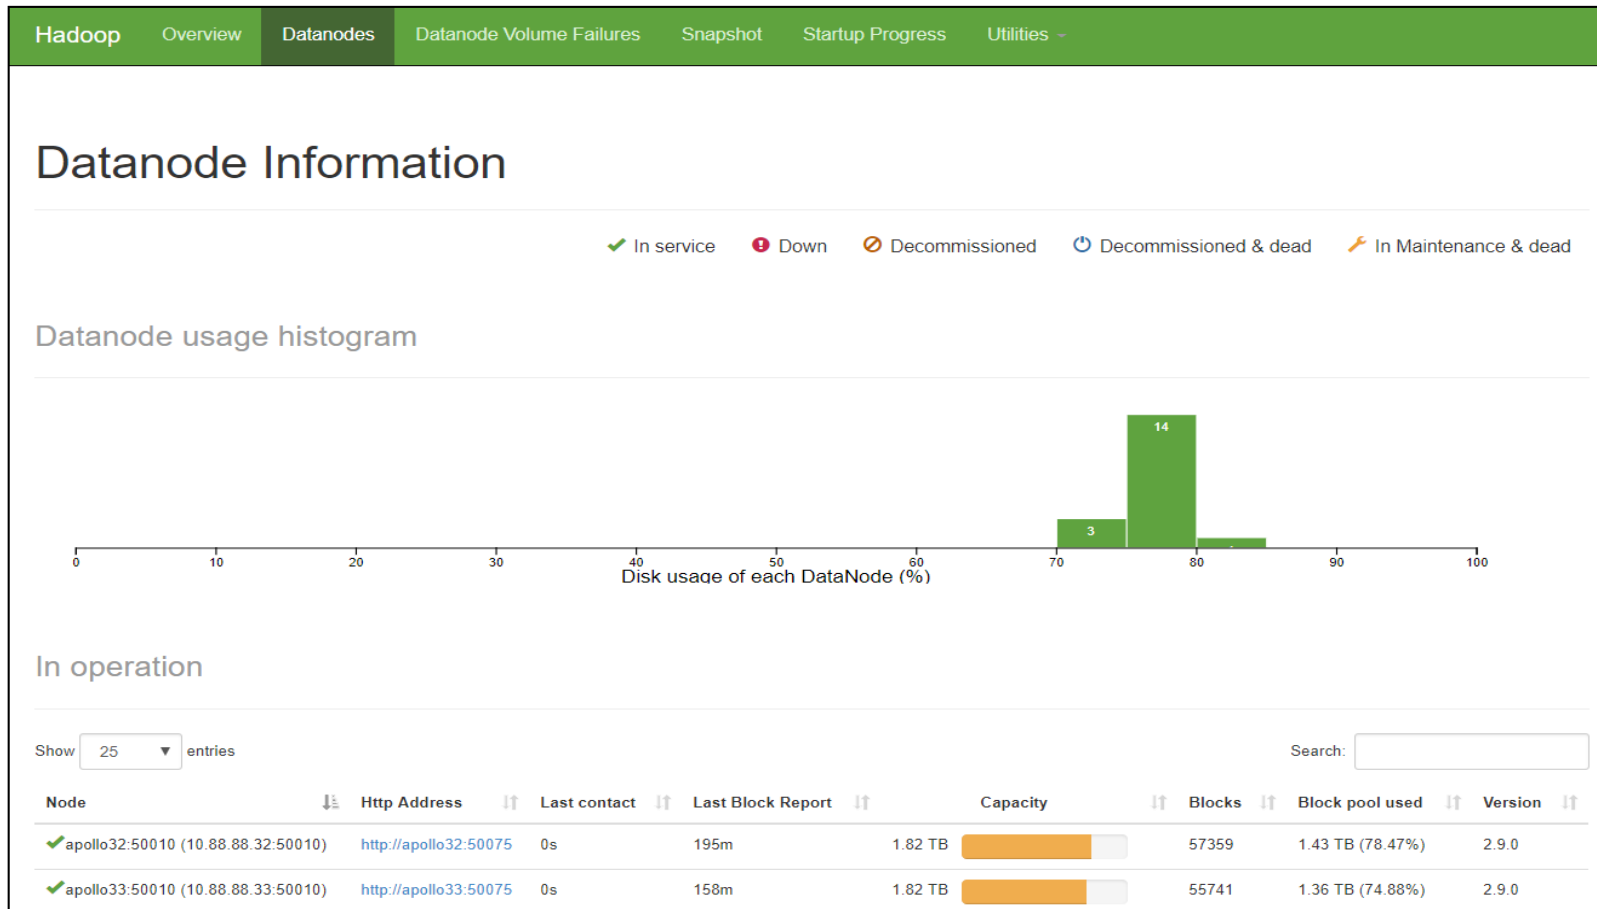 Hadoop Overview Datanodes Datanode Volume Failures Snapshot Startup Progress Utilities
Datanode Information
In service Down Decommissioned Decommissioned & dead In Maintenance & dead
Datanode usage histogram
14
3
0 10 20 30 40 50 60 70 80 90 100
Disk usage of each DataNode (%)
In operation
Show 25 entries Search:
Node Http Address Last contact Last Block Report Capacity Blocks Block pool used Version
apollo32:50010 (10.88.88.32:50010) http://apollo32:50075 0s 195m 1.82 TB 57359 1.43 TB (78.47%) 2.9.0
apollo33:50010 (10.88.88.33:50010) http://apollo33:50075 0s 158m 1.82 TB 55741 1.36 TB (74.88%) 2.9.0